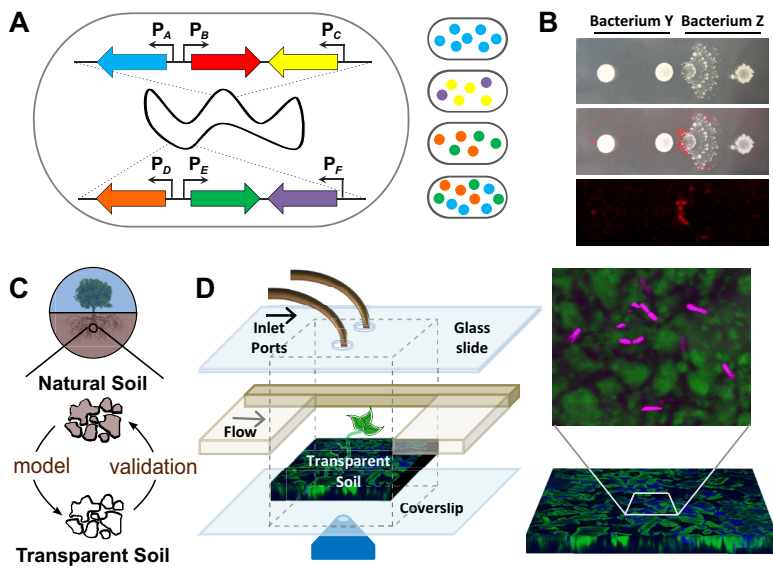 A
P_A P_B P_C
P_D P_E P_F
B
Bacterium Y Bacterium Z
C
Natural Soil
model validation
Transparent Soil
D
Inlet
Ports
Glass
slide
Flow
Transparent
Soil
Coverslip